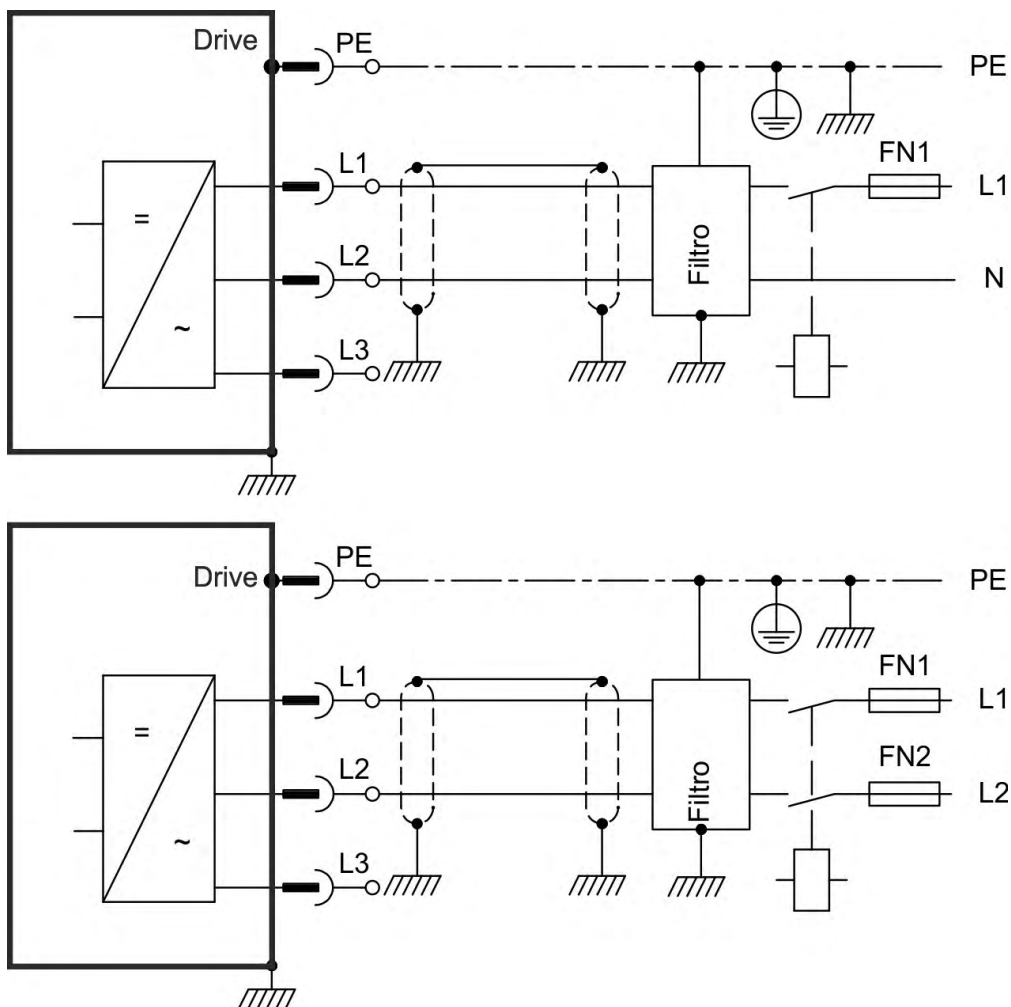 Drive
PE
PE
L1
FN1
L1
=
Filtro
L2
N
~
L3
Drive
PE
PE
L1
FN1
L1
=
Filtro
L2
FN2
L2
~
L3